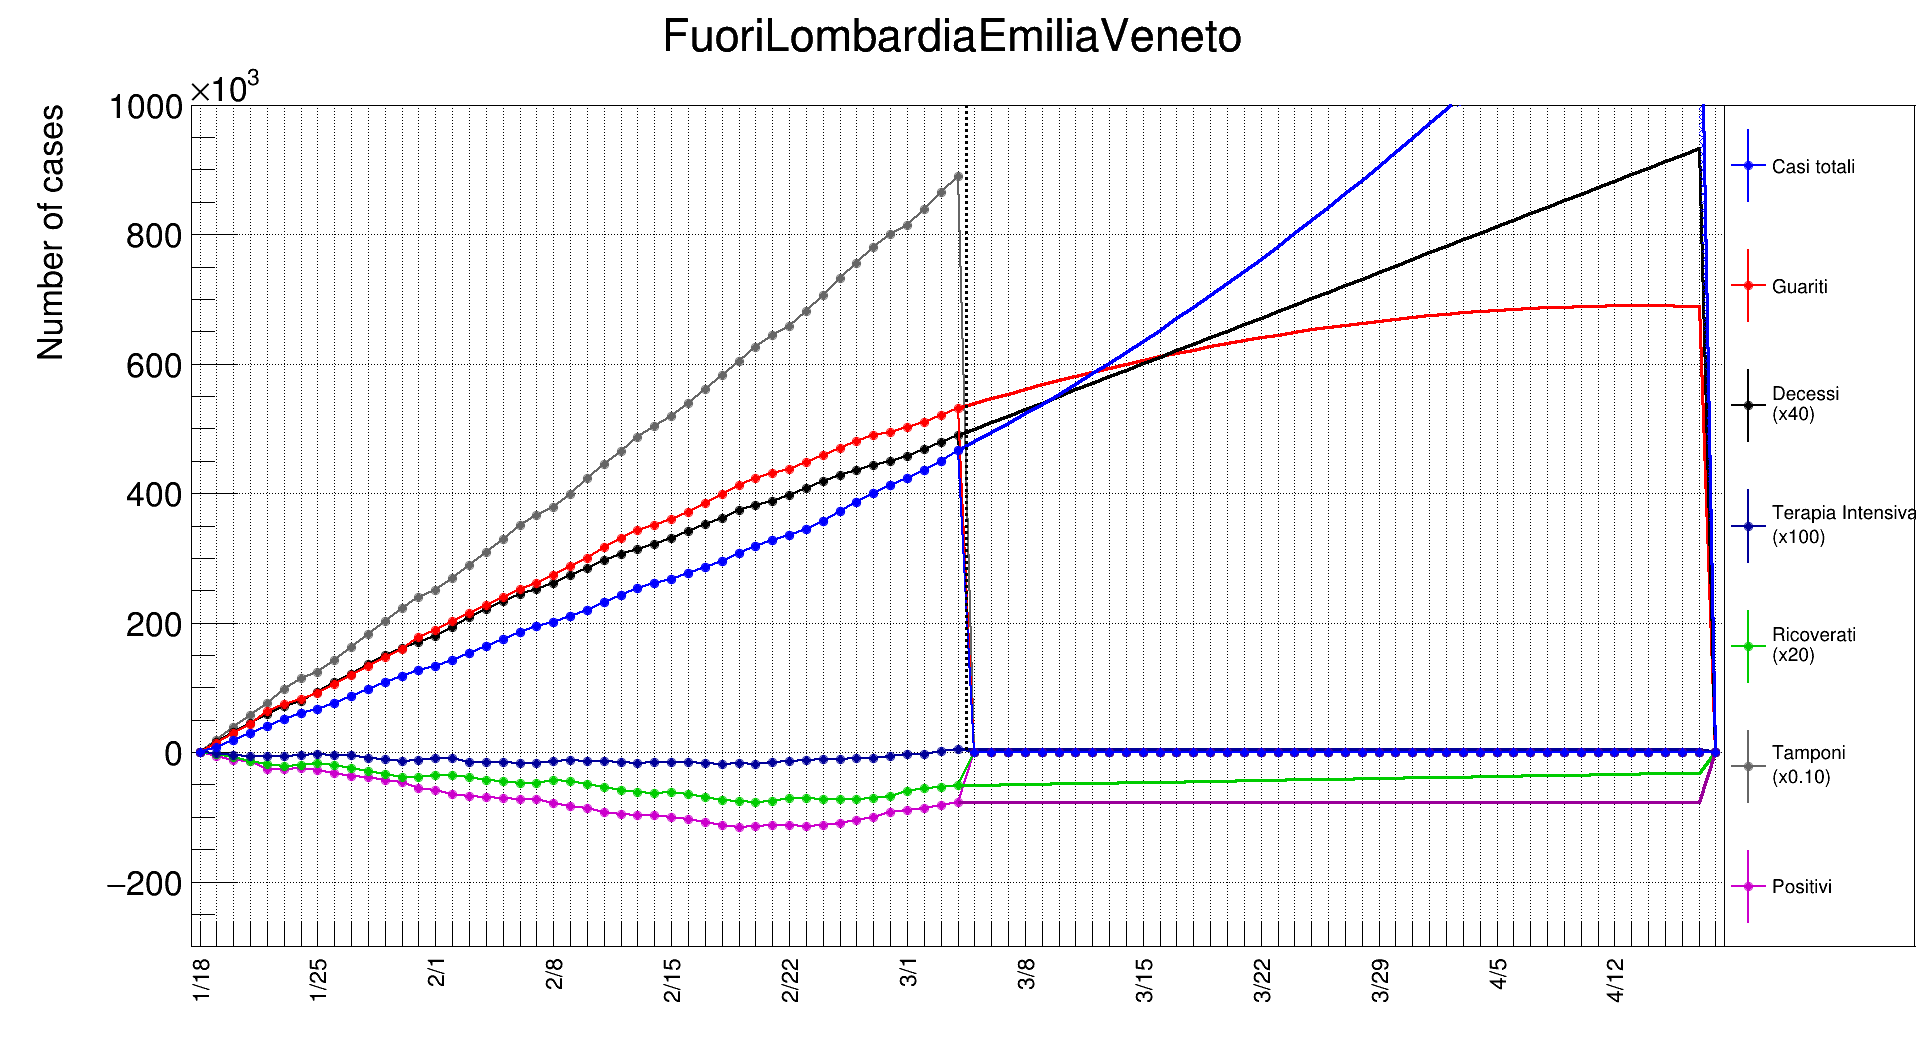 FuoriLombardiaEmiliaVeneto
×10³
Number of cases
1000
800
600
400
200
0
−200
1/18
1/25
2/1
2/8
2/15
2/22
3/1
3/8
3/15
3/22
3/29
4/5
4/12
Casi totali
Guariti
Decessi
(x40)
Terapia Intensiva
(x100)
Ricoverati
(x20)
Tamponi
(x0.10)
Positivi